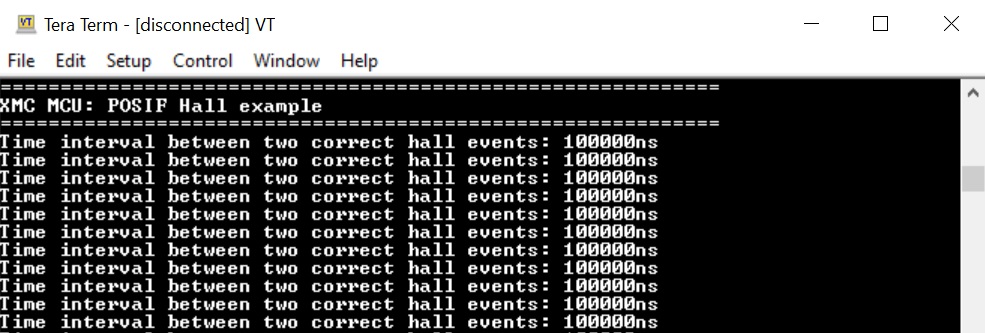 Tera Term - [disconnected] VT
File Edit Setup Control Window Help
============================================================
XMC MCU: POSIF Hall example
============================================================
Time interval between two correct hall events: 100000ns
Time interval between two correct hall events: 100000ns
Time interval between two correct hall events: 100000ns
Time interval between two correct hall events: 100000ns
Time interval between two correct hall events: 100000ns
Time interval between two correct hall events: 100000ns
Time interval between two correct hall events: 100000ns
Time interval between two correct hall events: 100000ns
Time interval between two correct hall events: 100000ns
Time interval between two correct hall events: 100000ns
Time interval between two correct hall events: 100000ns